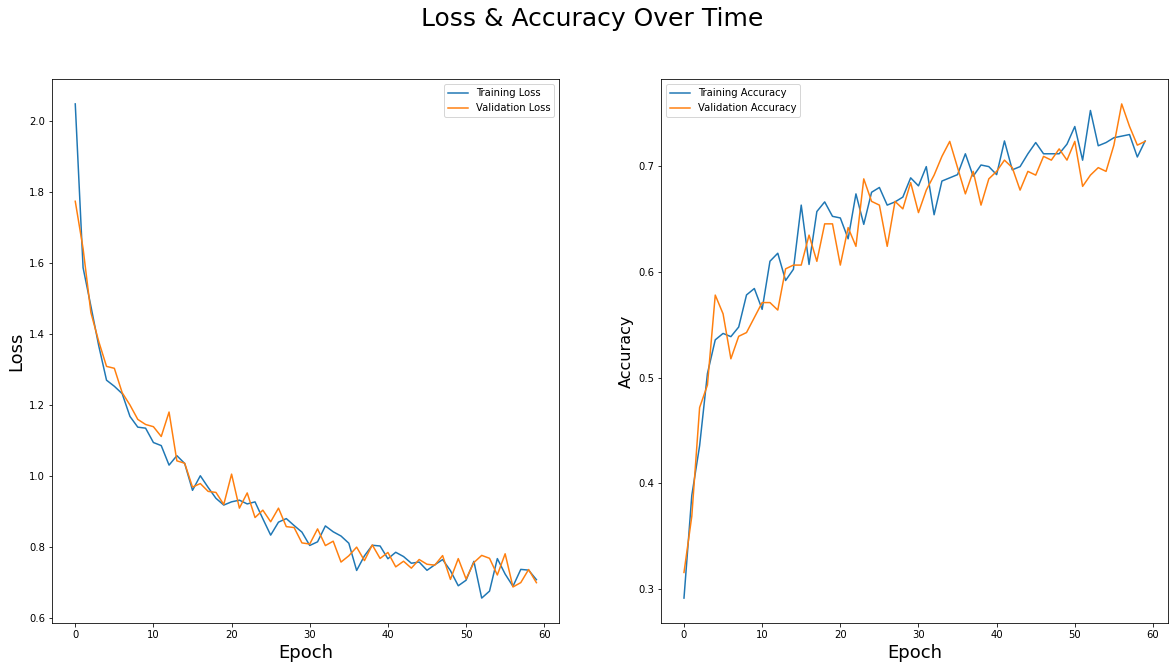 Loss & Accuracy Over Time
Training Loss
Validation Loss
2.0
1.8
1.6
1.4
1.2
1.0
0.8
0.6
Loss
0 10 20 30 40 50 60
Epoch
Training Accuracy
Validation Accuracy
0.7
0.6
0.5
0.4
0.3
Accuracy
0 10 20 30 40 50 60
Epoch